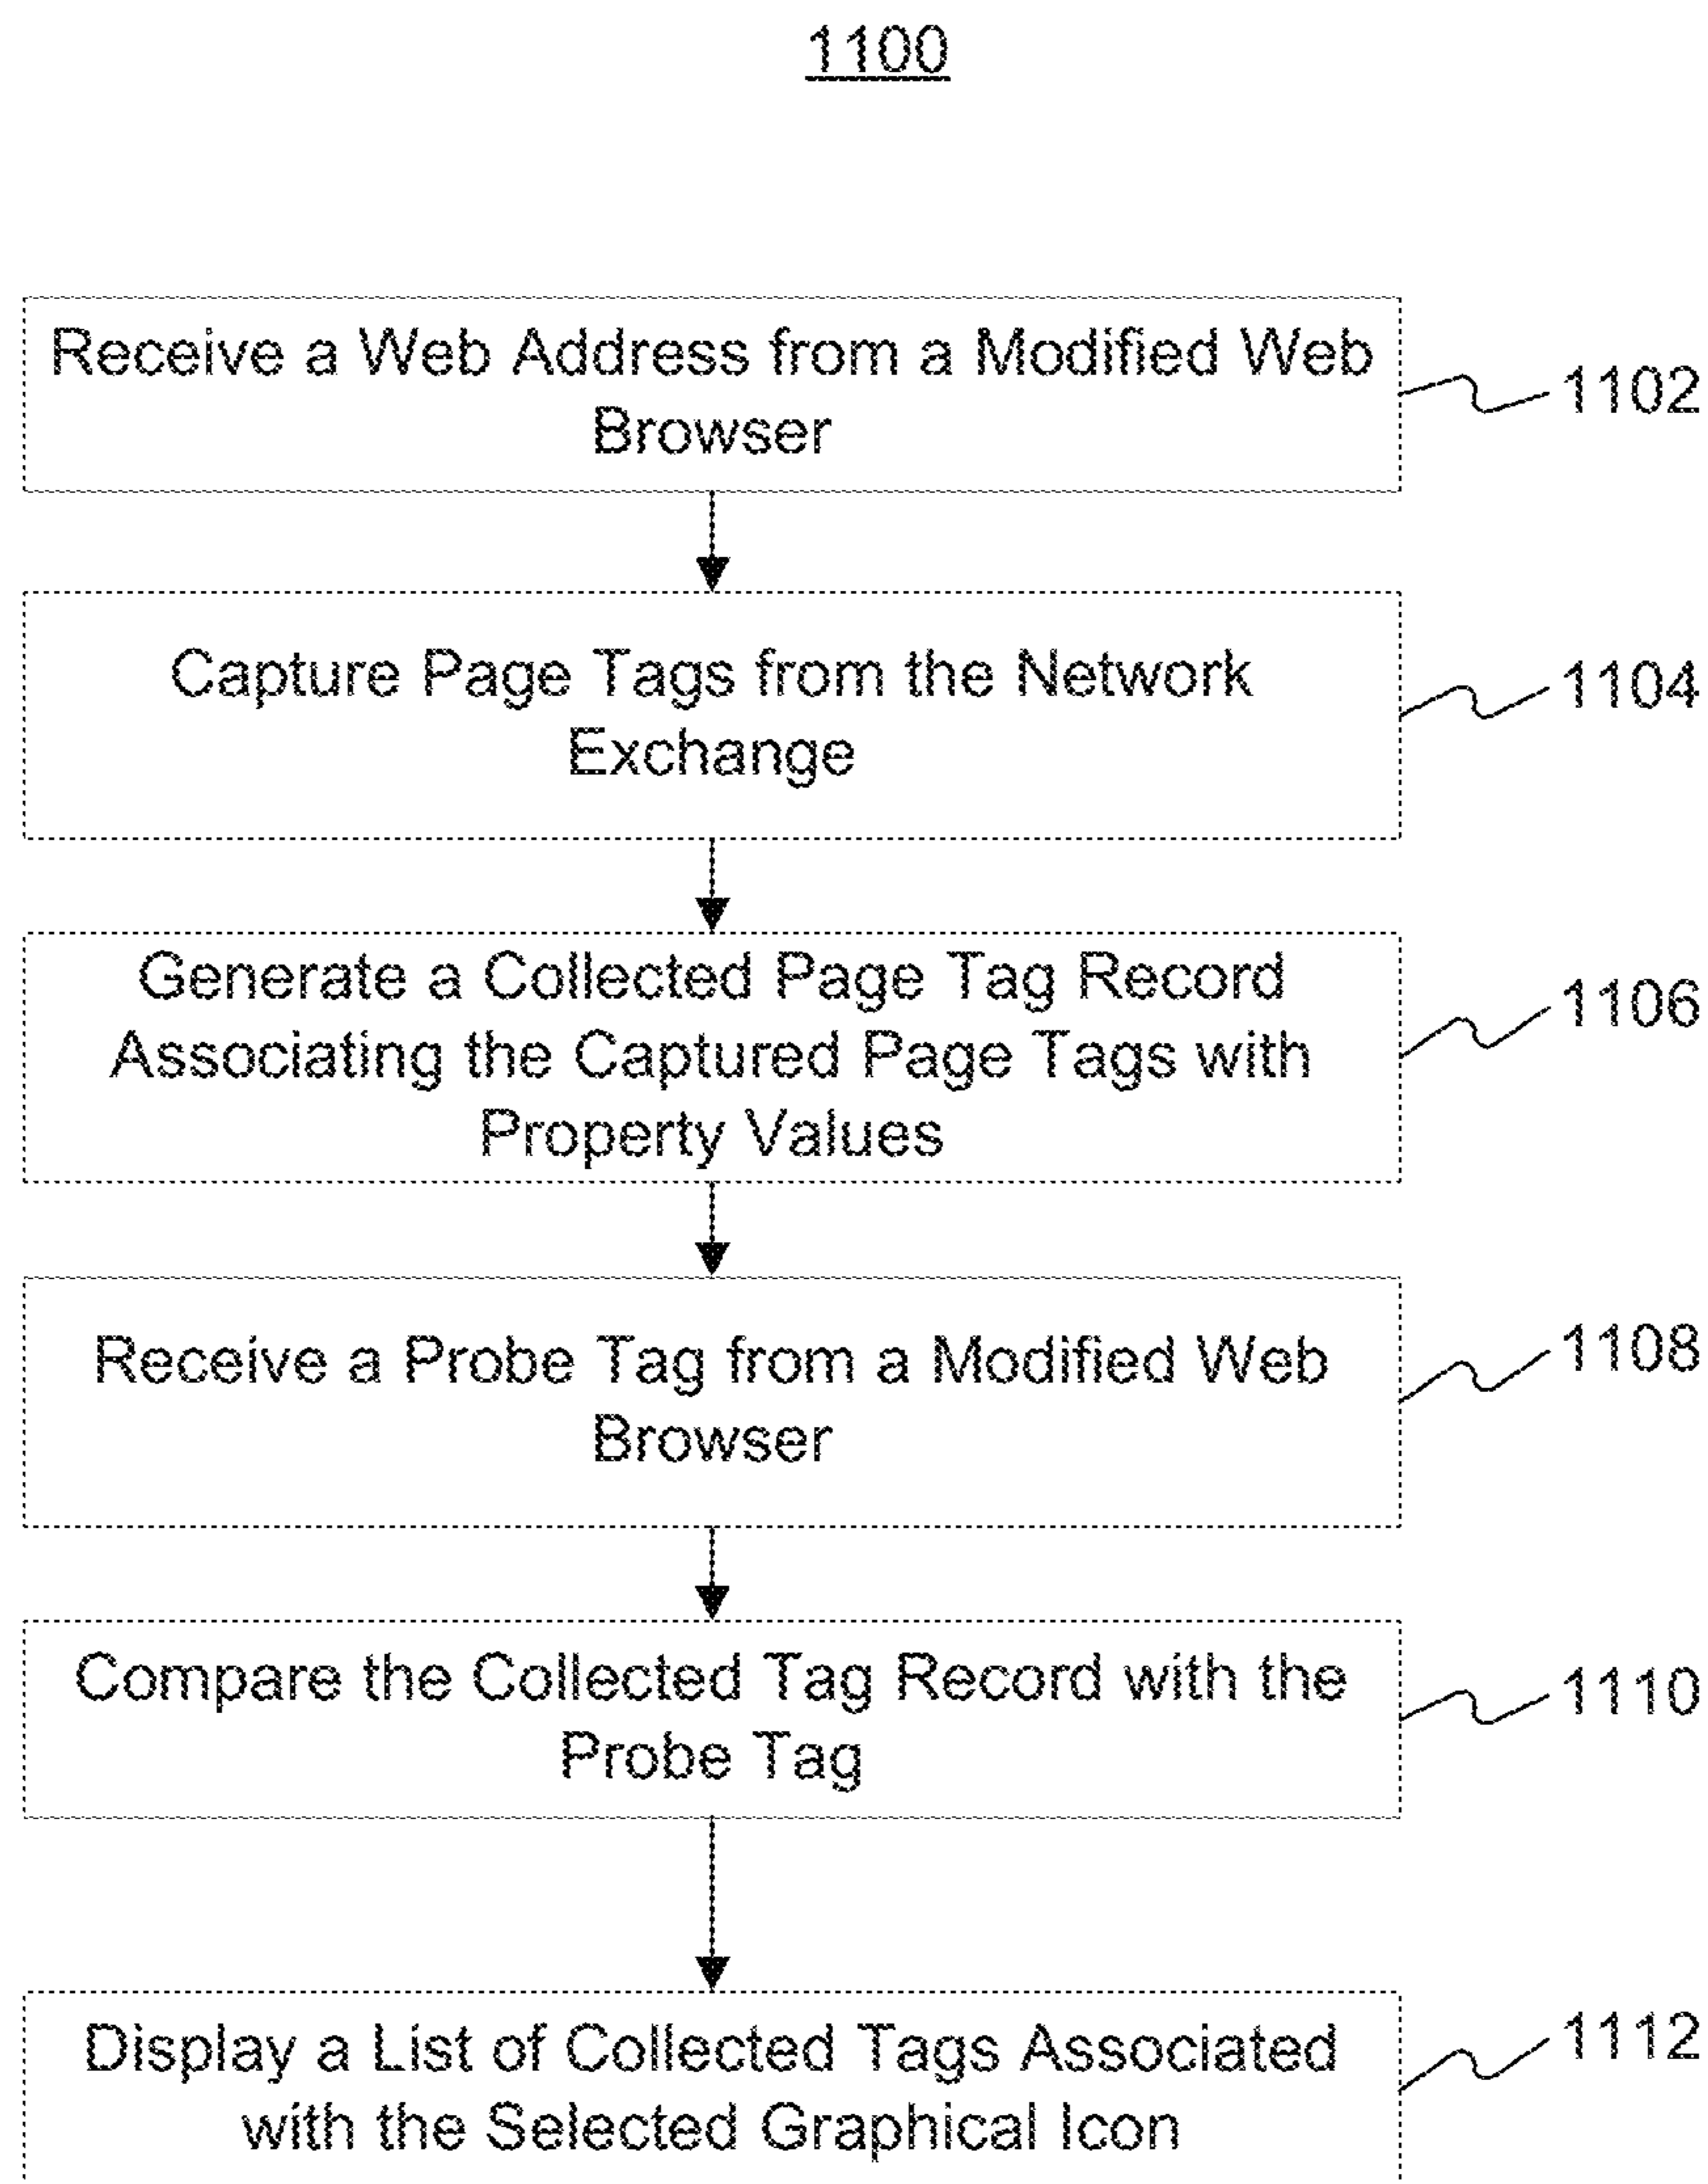 1100
Receive a Web Address from a Modified Web
Browser
1102
Capture Page Tags from the Network
Exchange
1104
Generate a Collected Page Tag Record
Associating the Captured Page Tags with
Property Values
1106
Receive a Probe Tag from a Modified Web
Browser
1108
Compare the Collected Tag Record with the
Probe Tag
1110
Display a List of Collected Tags Associated
with the Selected Graphical Icon
1112